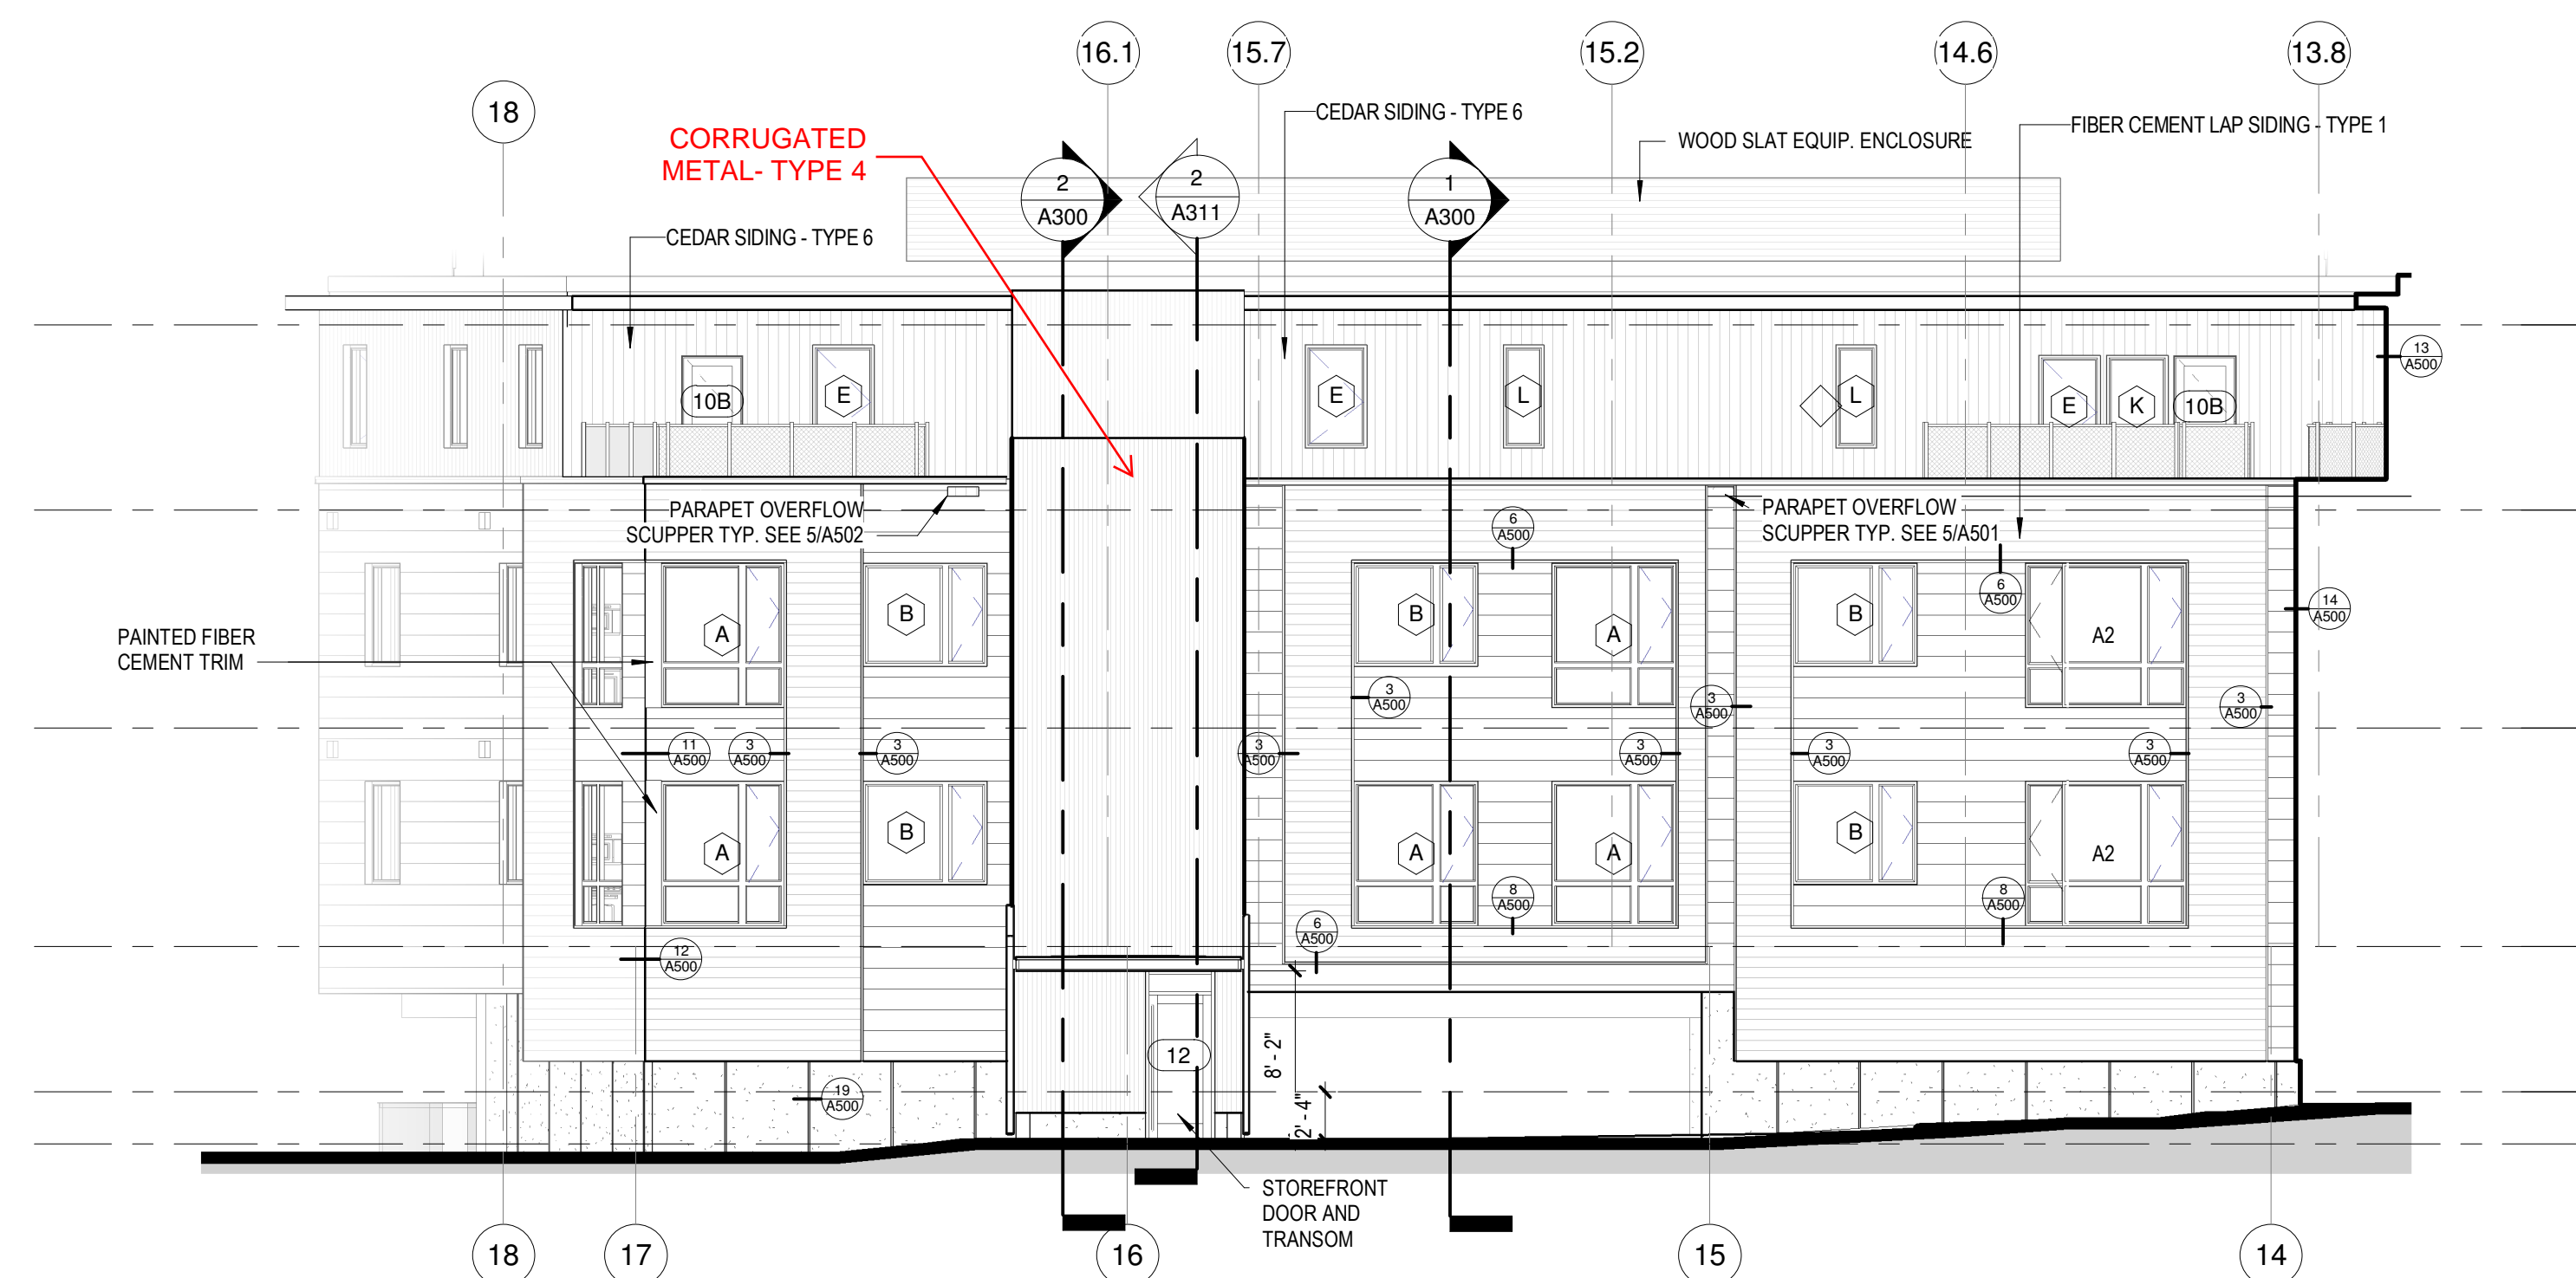 16.1
15.7
15.2
14.6
13.8
18
CORRUGATED
METAL- TYPE 4
CEDAR SIDING - TYPE 6
WOOD SLAT EQUIP. ENCLOSURE
FIBER CEMENT LAP SIDING - TYPE 1
2
A300
2
A311
1
A300
CEDAR SIDING - TYPE 6
13
A500
10B
E
E
L
L
E
K
10B
PARAPET OVERFLOW
SCUPPER TYP. SEE 5/A502
6
A500
PARAPET OVERFLOW
SCUPPER TYP. SEE 5/A501
6
A500
14
A500
PAINTED FIBER
CEMENT TRIM
A
B
B
A
B
A2
3
A500
3
A500
3
A500
11
A500
3
A500
3
A500
3
A500
3
A500
3
A500
3
A500
A
B
A
A
B
A2
8
A500
8
A500
6
A500
12
A500
8' - 2"
12
19
A500
2' - 4"
STOREFRONT
DOOR AND
TRANSOM
18
17
16
15
14